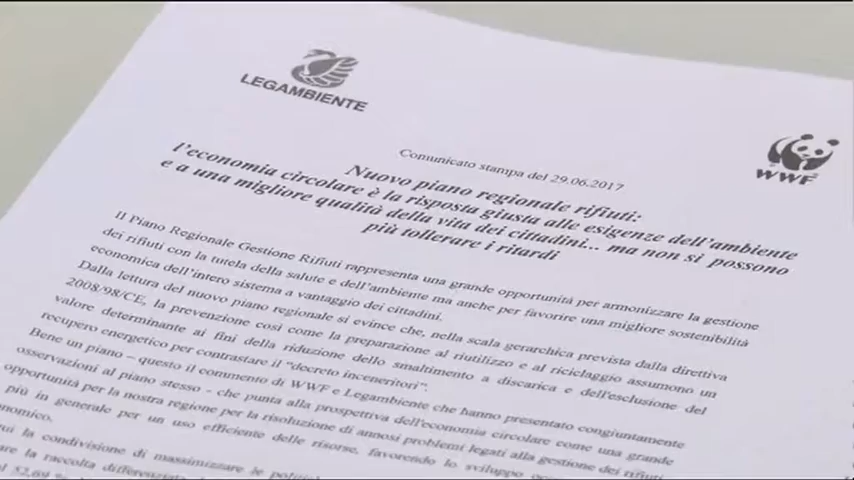 LEGAMBIENTE
WWF
Comunicato stampa del 29.06.2017
Nuovo piano regionale rifiuti:
l'economia circolare è la risposta giusta alle esigenze dell'ambiente
e a una migliore qualità della vita dei cittadini... ma non si possono
più tollerare i ritardi
Il Piano Regionale Gestione Rifiuti rappresenta una grande opportunità per armonizzare la gestione
dei rifiuti con la tutela della salute e dell'ambiente ma anche per favorire una migliore sostenibilità
economica dell'intero sistema a vantaggio dei cittadini.
Dalla lettura del nuovo piano regionale si evince che, nella scala gerarchica prevista dalla direttiva
2008/98/CE, la prevenzione così come la preparazione al riutilizzo e al riciclaggio assumono un
valore determinante ai fini della riduzione dello smaltimento a discarica e dell'esclusione del
recupero energetico per contrastare il "decreto inceneritori".
Bene un piano – questo il commento di WWF e Legambiente che hanno presentato congiuntamente
osservazioni al piano stesso - che punta alla prospettiva dell'economia circolare come una grande
opportunità per la nostra regione per la risoluzione di annosi problemi legati alla gestione dei rifiuti
più in generale per un uso efficiente delle risorse, favorendo lo sviluppo
nomico.
la condivisione di massimizzare le
la raccolta
52,69 %